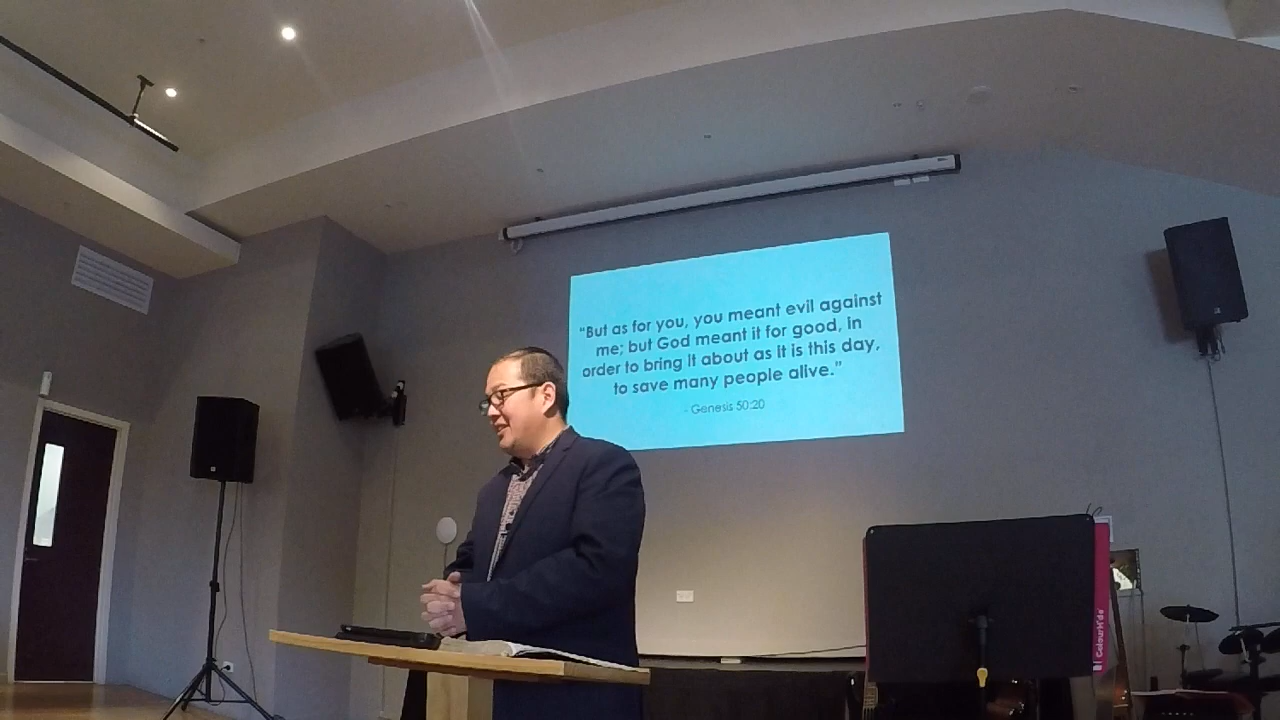 “But as for you, you meant evil against
me; but God meant it for good, in
order to bring it about as it is this day,
to save many people alive.”
- Genesis 50:20
ColourHide